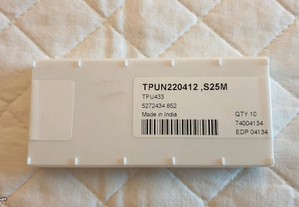 TPUN220412 ,S25M
TPU433
5272434 852
Made in India
QTY 10
74004134
EDP 04134